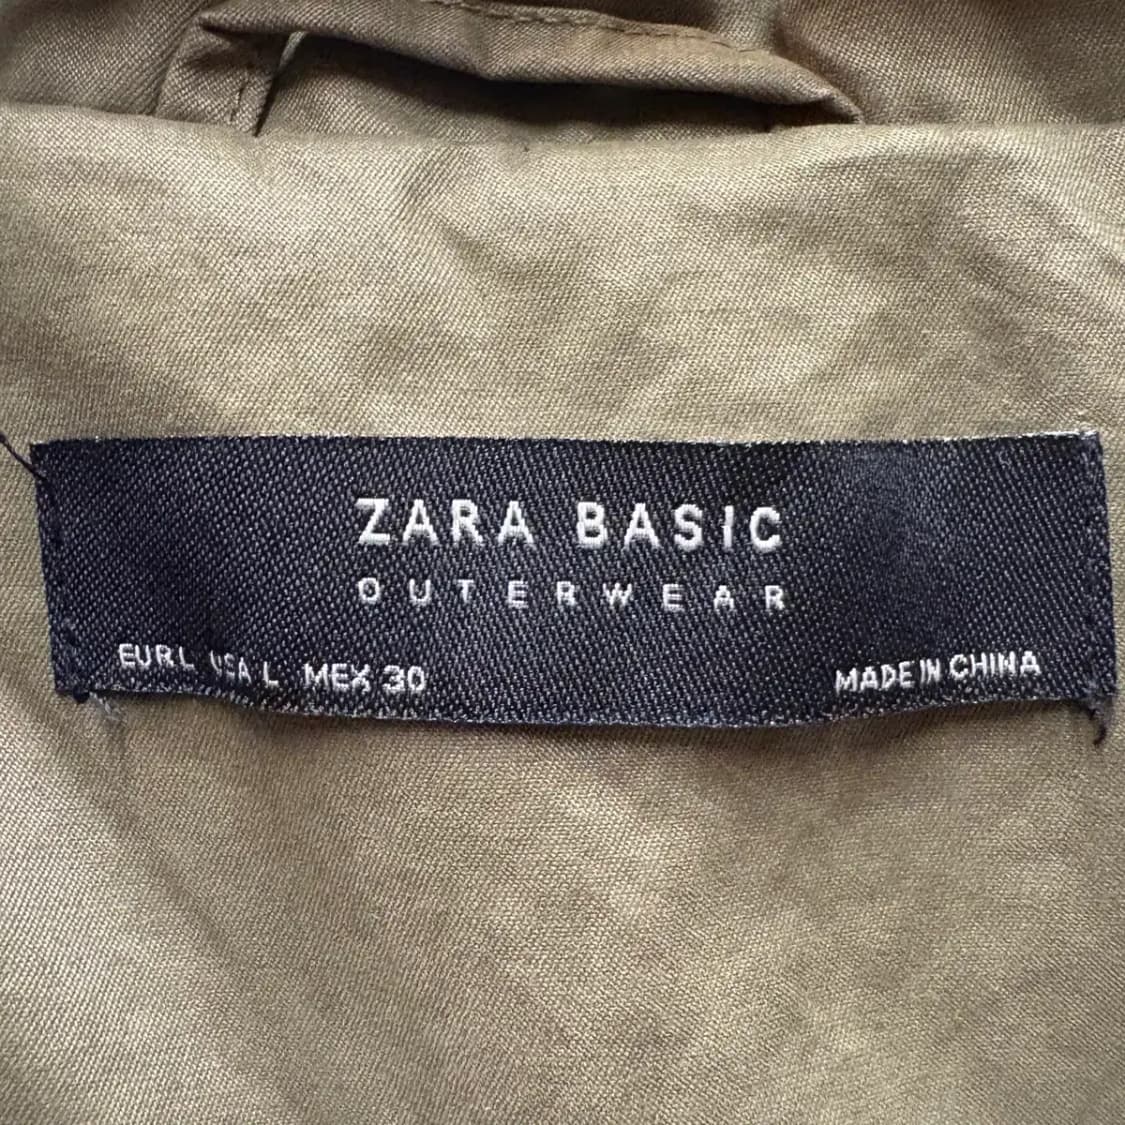 ZARA BASIC
OUTERWEAR
EUR L USA L MEX 30
MADE IN CHINA